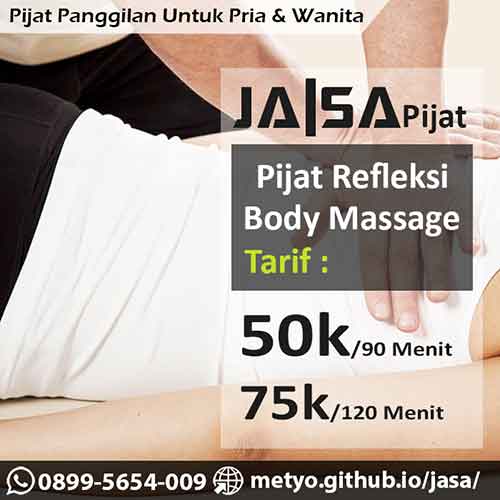 Pijat Panggilan Untuk Pria & Wanita
JA|SA Pijat
Pijat Refleksi
Body Massage
Tarif :
50k/90 Menit
75k/120 Menit
0899-5654-009 metyo.github.io/jasa/